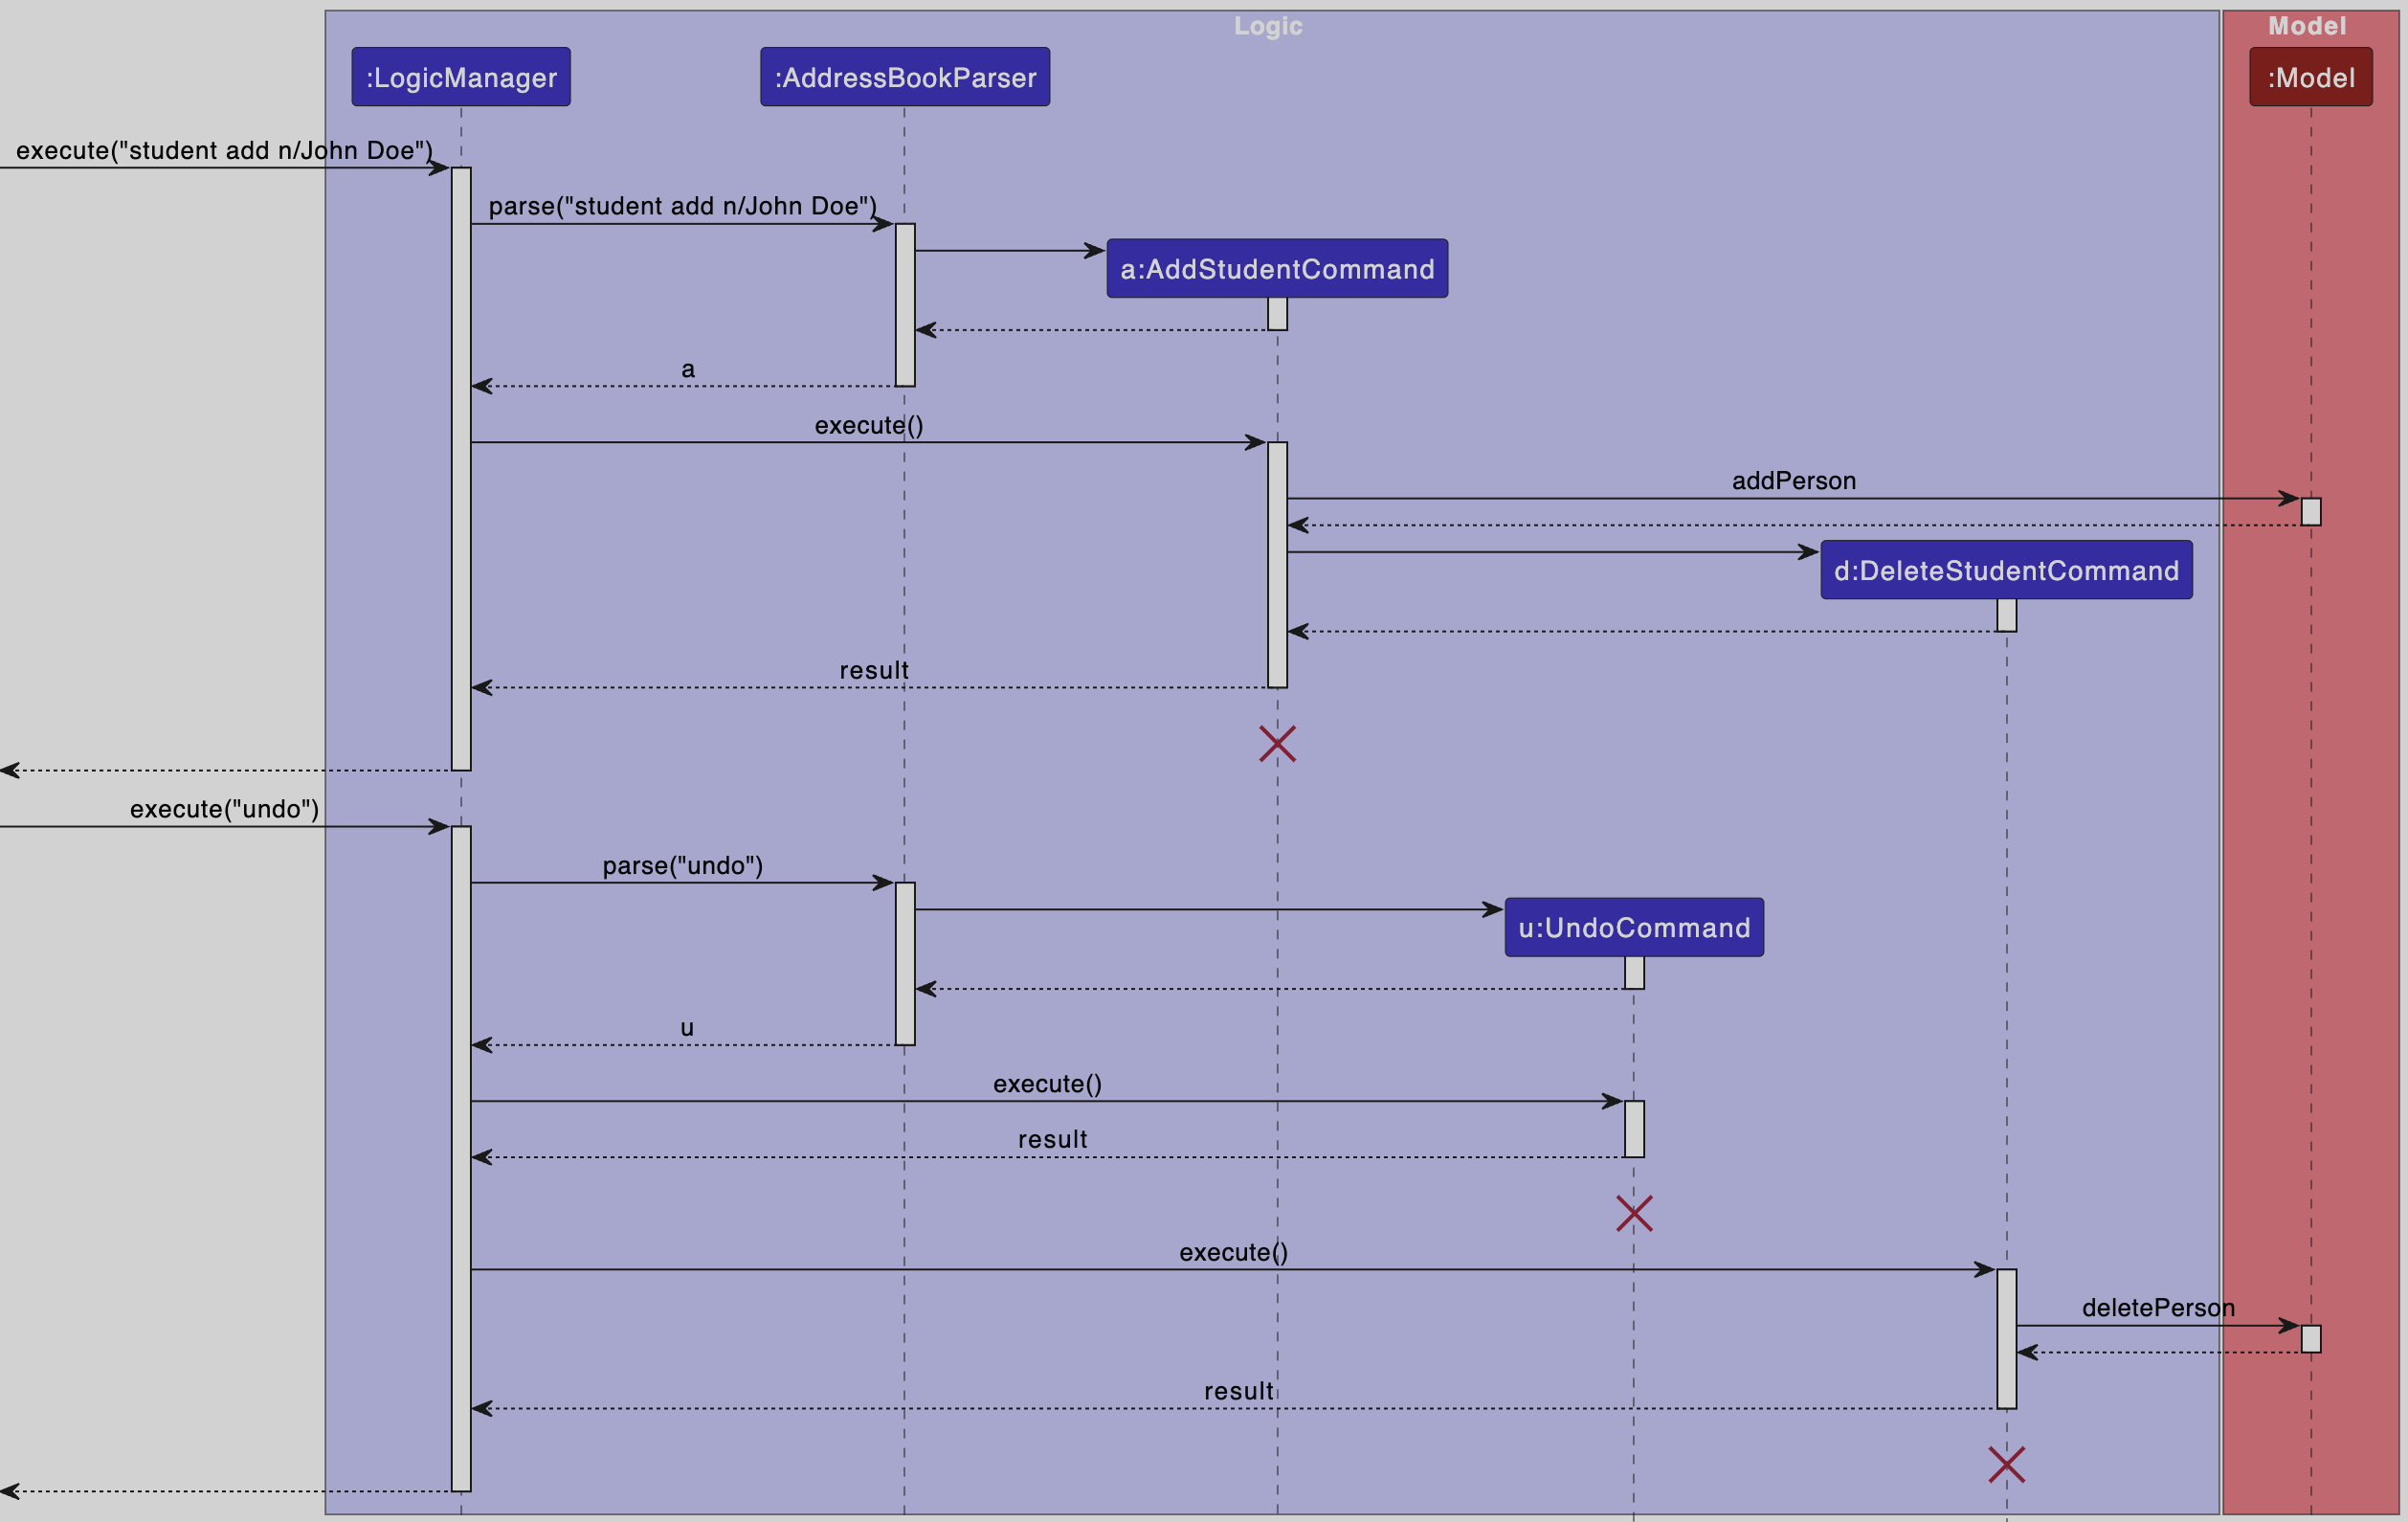 Logic
Model
:LogicManager
:AddressBookParser
:Model
execute("student add n/John Doe")
parse("student add n/John Doe")
a:AddStudentCommand
a
execute()
addPerson
d:DeleteStudentCommand
result
execute("undo")
parse("undo")
u:UndoCommand
u
execute()
result
execute()
deletePerson
result